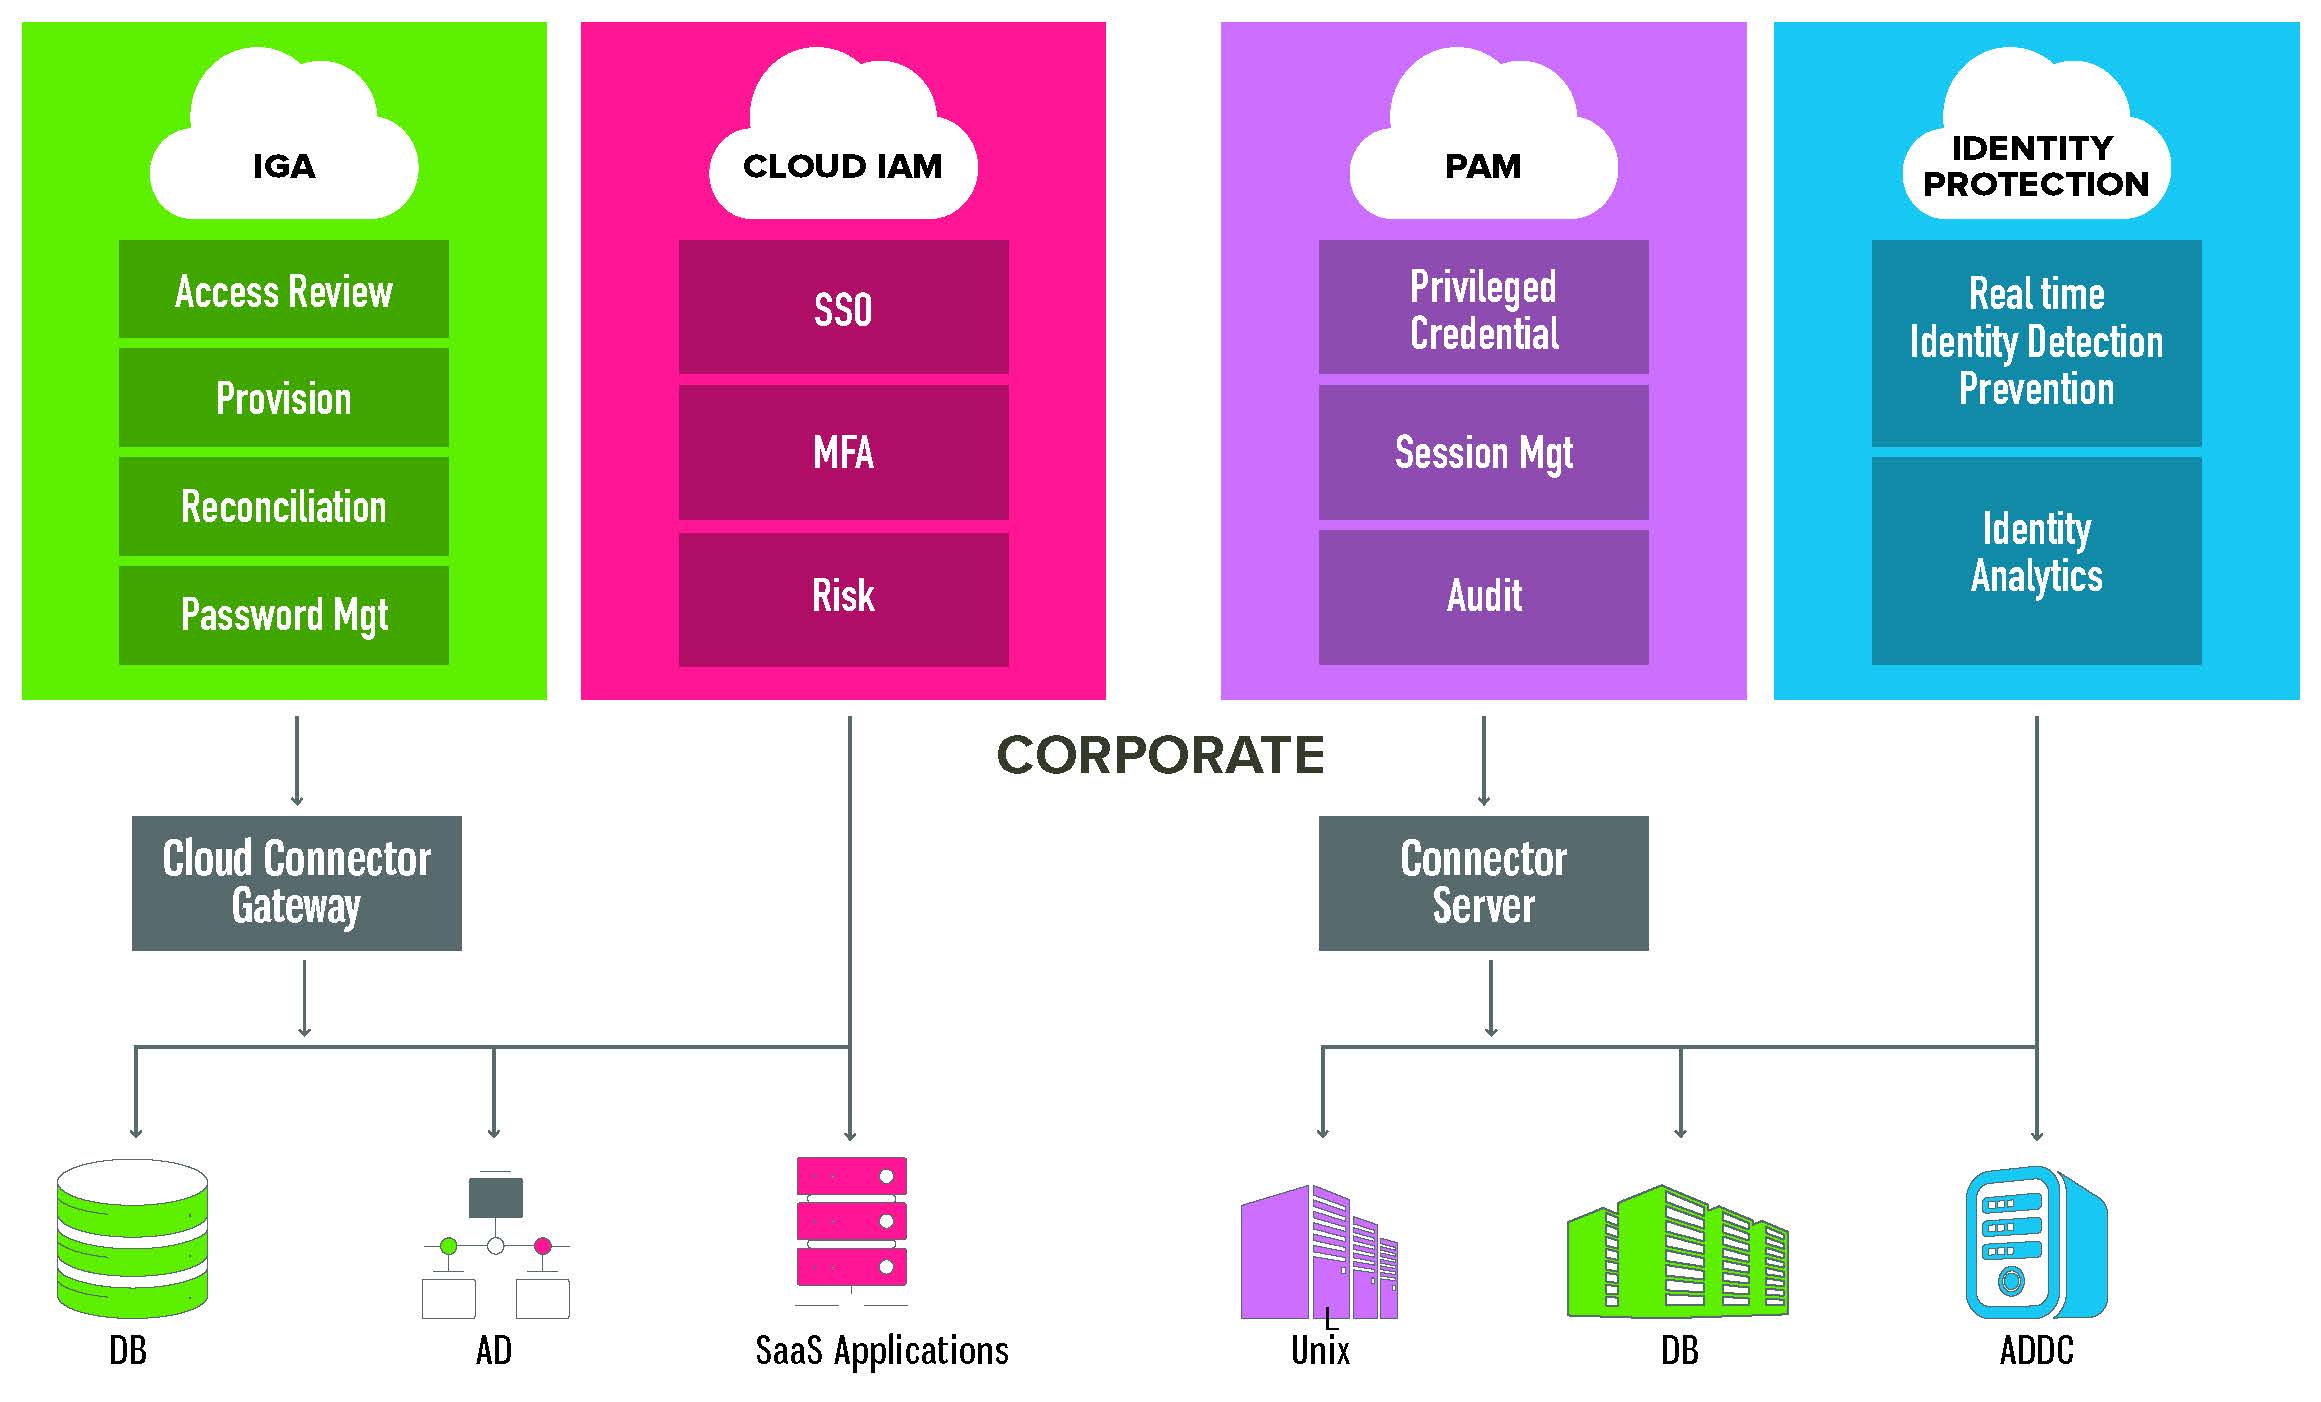 IGA
Access Review
Provision
Reconciliation
Password Mgt
CLOUD IAM
SSO
MFA
Risk
PAM
Privileged
Credential
Session Mgt
Audit
IDENTITY
PROTECTION
Real time
Identity Detection
Prevention
Identity
Analytics
CORPORATE
Cloud Connector
Gateway
Connector
Server
DB
AD
SaaS Applications
L
Unix
DB
ADDC